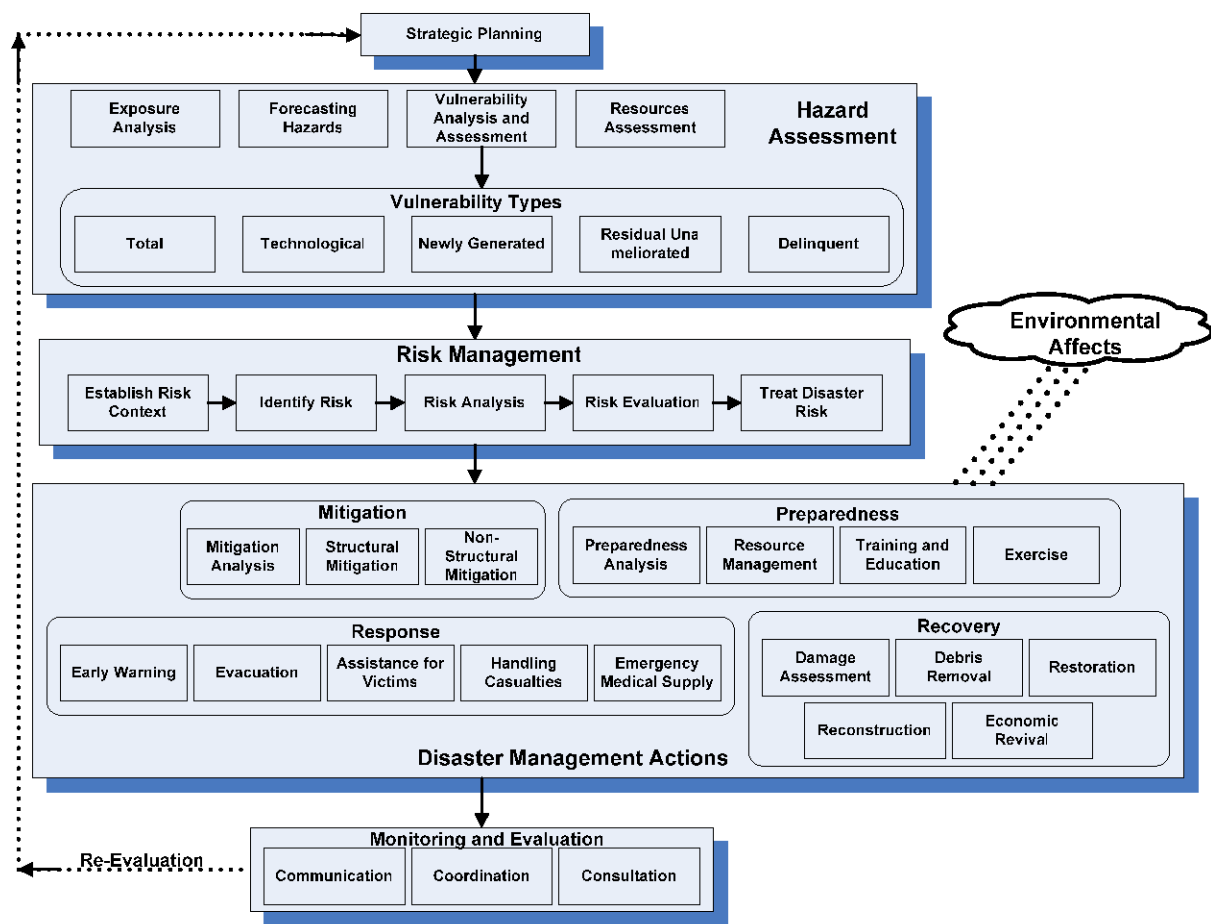 Strategic Planning
Exposure
Analysis
Forecasting
Hazards
Vulnerability
Analysis and
Assessment
Resources
Assessment
Hazard
Assessment
Vulnerability Types
Total
Technological
Newly Generated
Residual Una
meliorated
Delinquent
Environmental
Affects
Risk Management
Establish Risk
Context
Identify Risk
Risk Analysis
Risk Evaluation
Treat Disaster
Risk
Mitigation
Mitigation
Analysis
Structural
Mitigation
Non-
Structural
Mitigation
Preparedness
Preparedness
Analysis
Resource
Management
Training and
Education
Exercise
Response
Early Warning
Evacuation
Assistance for
Victims
Handling
Casualties
Emergency
Medical Supply
Recovery
Damage
Assessment
Debris
Removal
Restoration
Reconstruction
Economic
Revival
Disaster Management Actions
Monitoring and Evaluation
Communication
Coordination
Consultation
Re-Evaluation